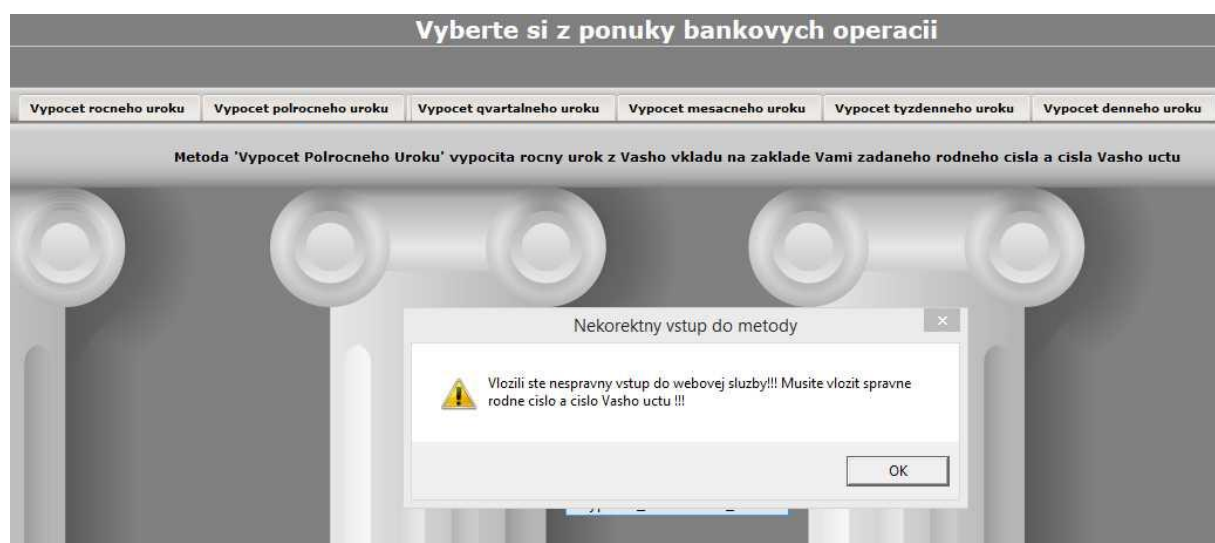 Vyberte si z ponuky bankovych operacii
Vypocet rocneho uroku Vypocet polrocneho uroku Vypocet qvartalneho uroku Vypocet mesacneho uroku Vypocet tyzdenneho uroku Vypocet denneho uroku
Metoda 'Vypocet Polrocneho Uroku' vypocita rocny urok z Vasho vkladu na zaklade Vami zadaneho rodneho cisla a cisla Vasho uctu
Nekorektny vstup do metody
Vlozili ste nespravny vstup do webovej sluzby!!! Musite vlozit spravne
rodne cislo a cislo Vasho uctu !!!
OK